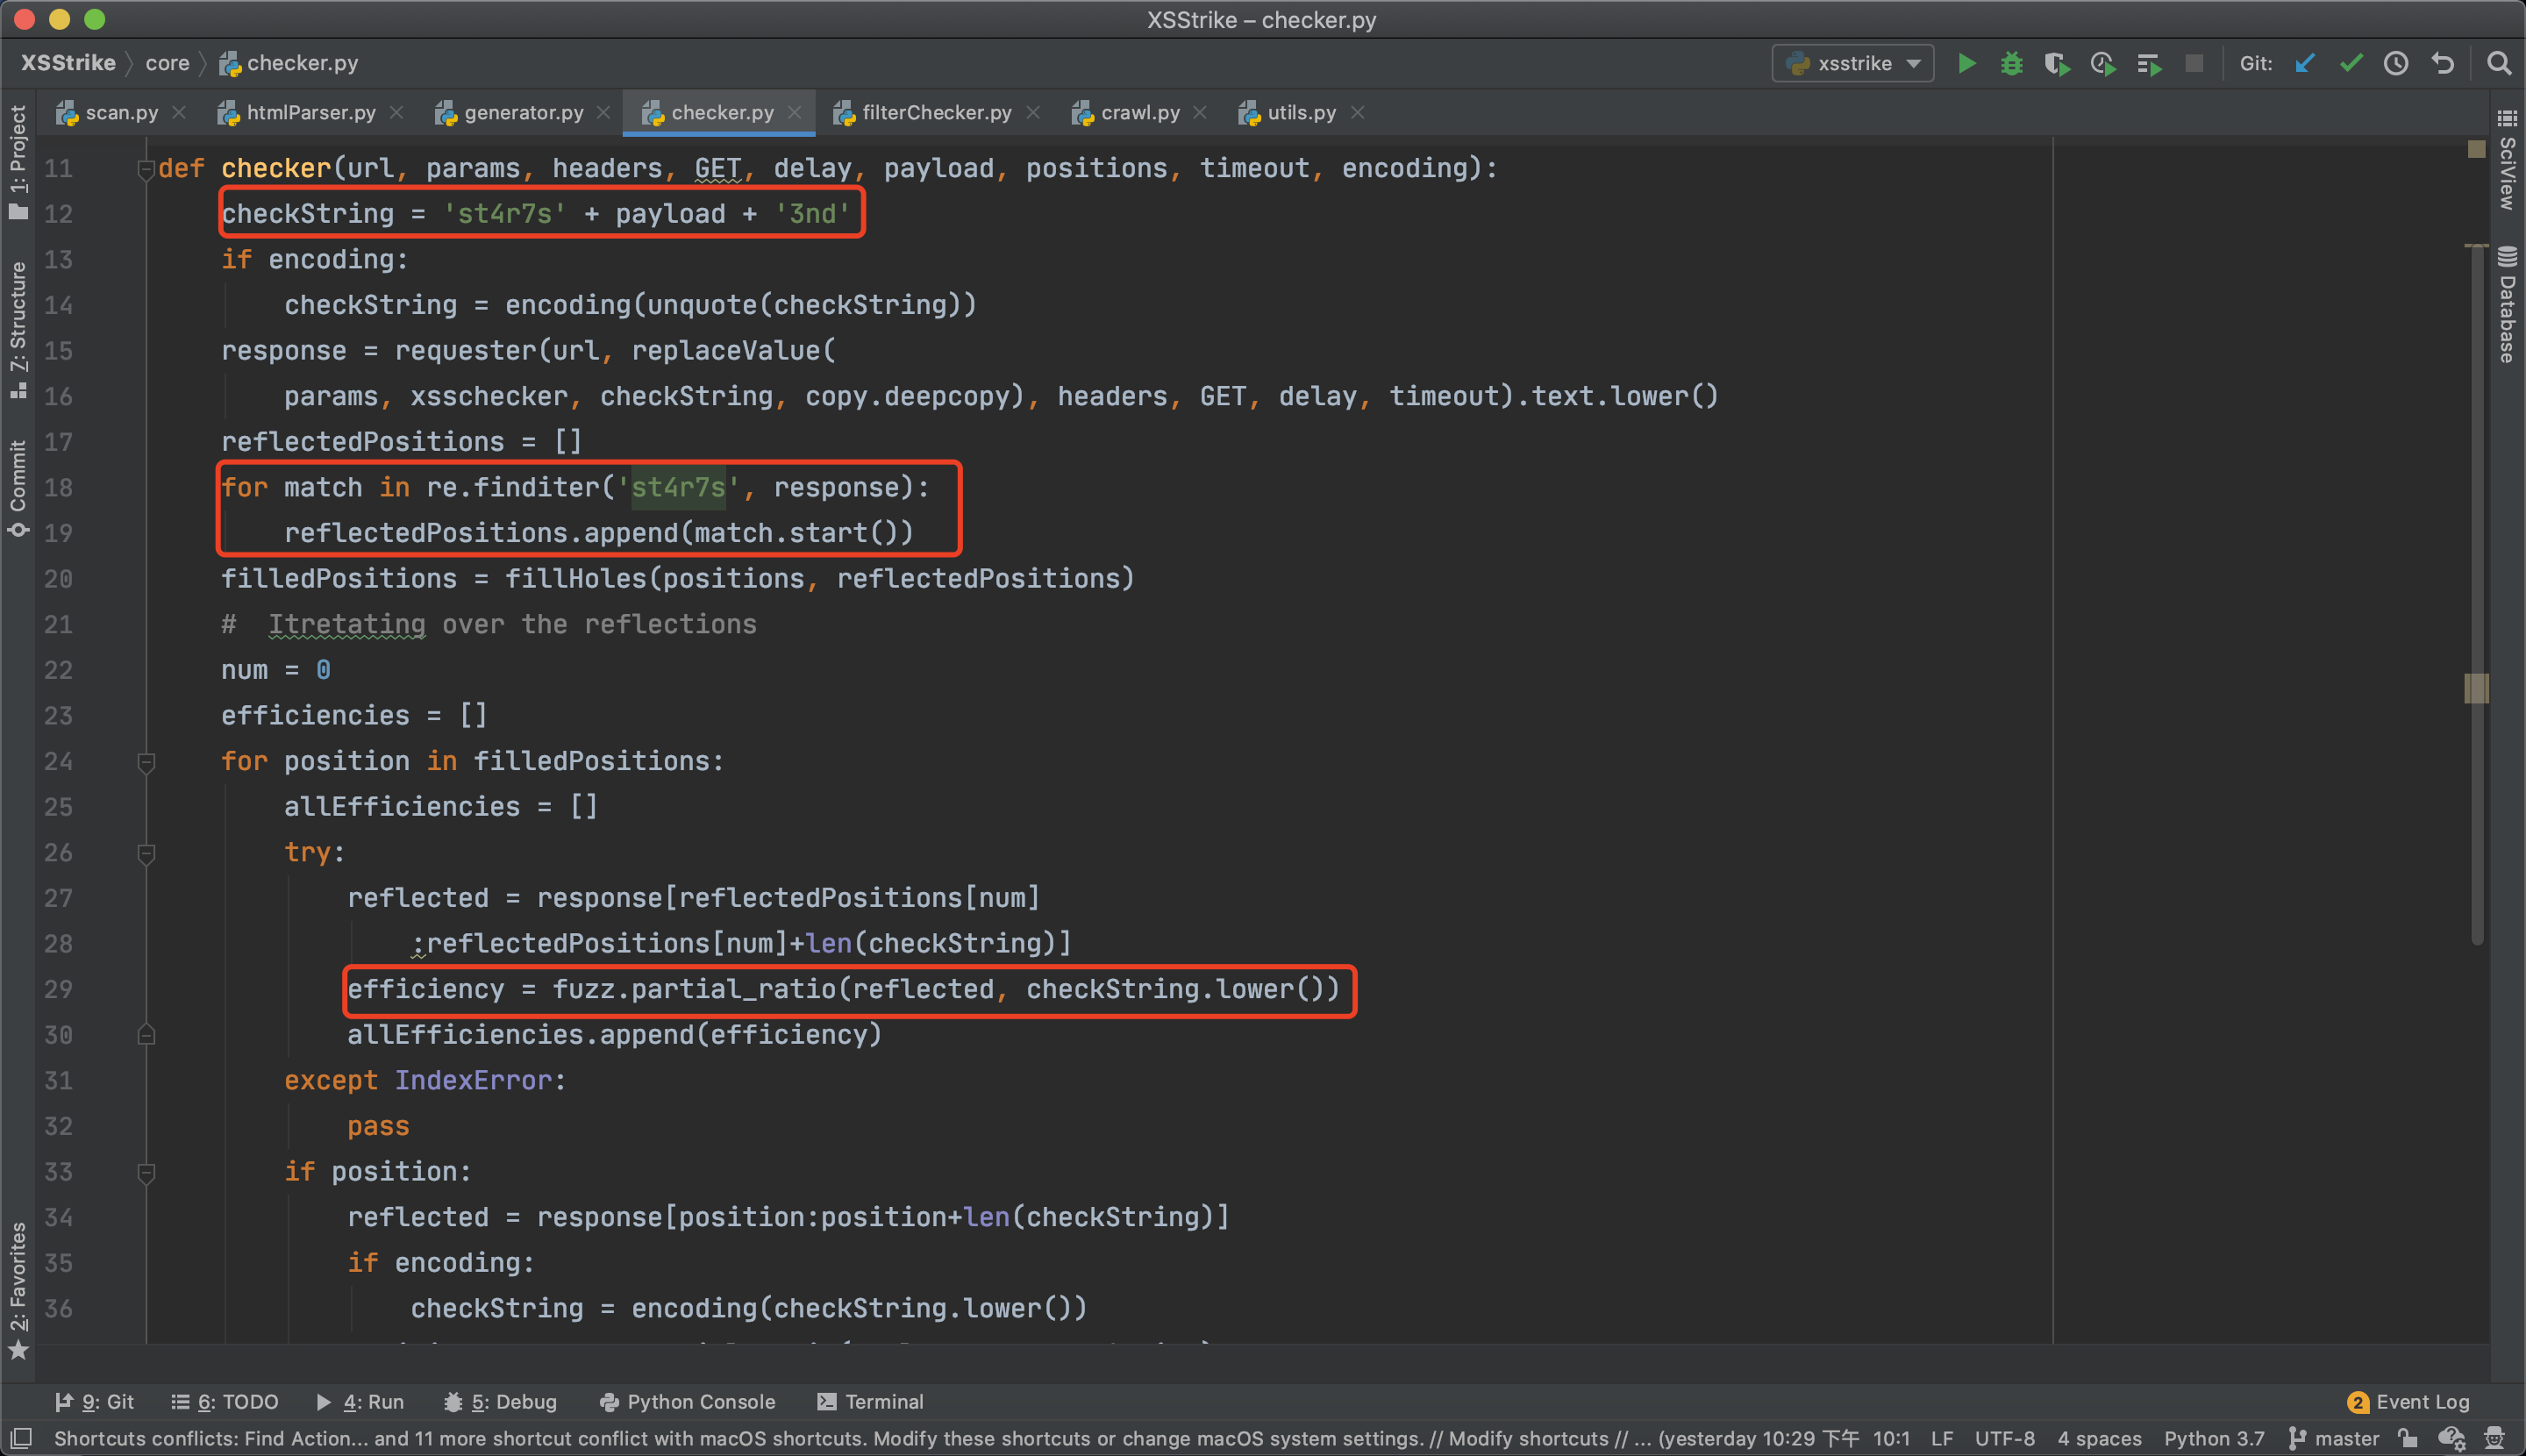 XSStrike – checker.py
XSStrike core checker.py xsstrike Git:
scan.py htmlParser.py generator.py checker.py filterChecker.py crawl.py utils.py
1: Project
7: Structure
Commit
2: Favorites
SciView
Database
11 def checker(url, params, headers, GET, delay, payload, positions, timeout, encoding):
12 checkString = 'st4r7s' + payload + '3nd'
13 if encoding:
14 checkString = encoding(unquote(checkString))
15 response = requester(url, replaceValue(
16 params, xsschecker, checkString, copy.deepcopy), headers, GET, delay, timeout).text.lower()
17 reflectedPositions = []
18 for match in re.finditer('st4r7s', response):
19 reflectedPositions.append(match.start())
20 filledPositions = fillHoles(positions, reflectedPositions)
21 # Itretating over the reflections
22 num = 0
23 efficiencies = []
24 for position in filledPositions:
25 allEfficiencies = []
26 try:
27 reflected = response[reflectedPositions[num]
28 :reflectedPositions[num]+len(checkString)]
29 efficiency = fuzz.partial_ratio(reflected, checkString.lower())
30 allEfficiencies.append(efficiency)
31 except IndexError:
32 pass
33 if position:
34 reflected = response[position:position+len(checkString)]
35 if encoding:
36 checkString = encoding(checkString.lower())
9: Git 6: TODO 4: Run 5: Debug Python Console Terminal 2 Event Log
Shortcuts conflicts: Find Action... and 11 more shortcut conflict with macOS shortcuts. Modify these shortcuts or change macOS system settings. // Modify shortcuts // ... (yesterday 10:29 下午 10:1 LF UTF-8 4 spaces Python 3.7 master